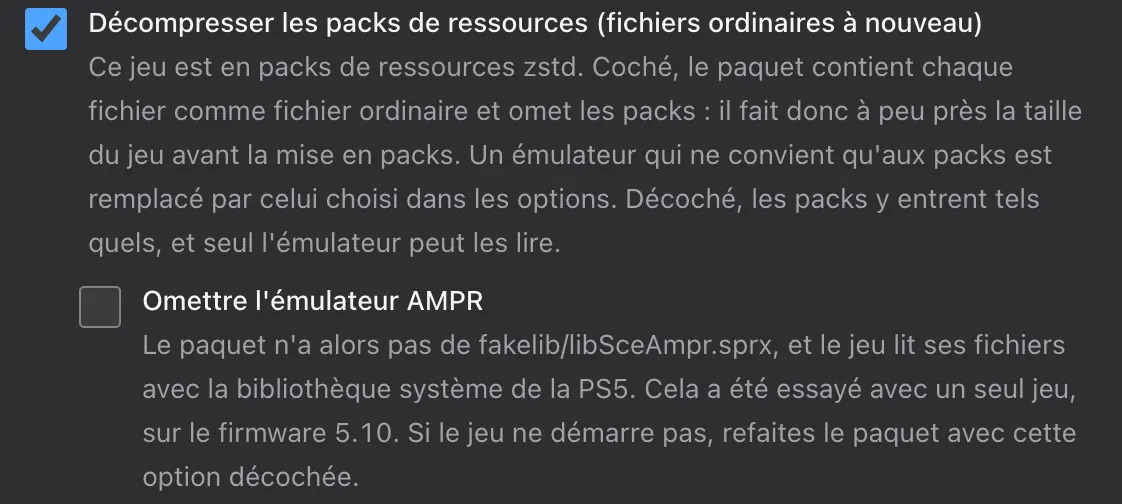 Décompresser les packs de ressources (fichiers ordinaires à nouveau)
Ce jeu est en packs de ressources zstd. Coché, le paquet contient chaque
fichier comme fichier ordinaire et omet les packs : il fait donc à peu près la taille
du jeu avant la mise en packs. Un émulateur qui ne convient qu'aux packs est
remplacé par celui choisi dans les options. Décoché, les packs y entrent tels
quels, et seul l'émulateur peut les lire.
Omettre l'émulateur AMPR
Le paquet n'a alors pas de fakelib/libSceAmpr.sprx, et le jeu lit ses fichiers
avec la bibliothèque système de la PS5. Cela a été essayé avec un seul jeu,
sur le firmware 5.10. Si le jeu ne démarre pas, refaites le paquet avec cette
option décochée.